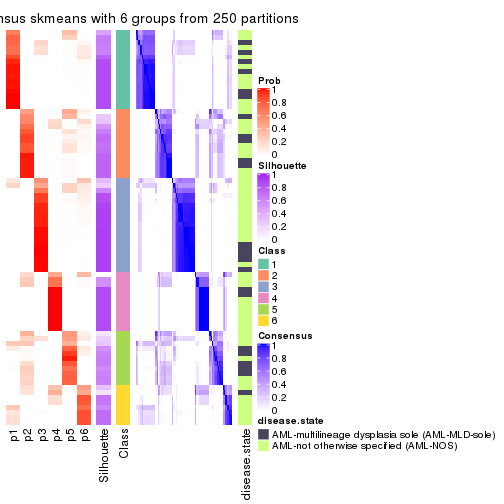 nsus skmeans with 6 groups from 250 partitions
Prob
1
0.8
0.6
0.4
0.2
0
Silhouette
1
0.8
0.6
0.4
0.2
0
Class
1
2
3
4
5
6
Consensus
1
0.8
0.6
0.4
0.2
0
disease.state
AML-multilineage dysplasia sole (AML-MLD-sole)
AML-not otherwise specified (AML-NOS)
p1
p2
p3
p4
p5
p6
Silhouette
Class
disease.state